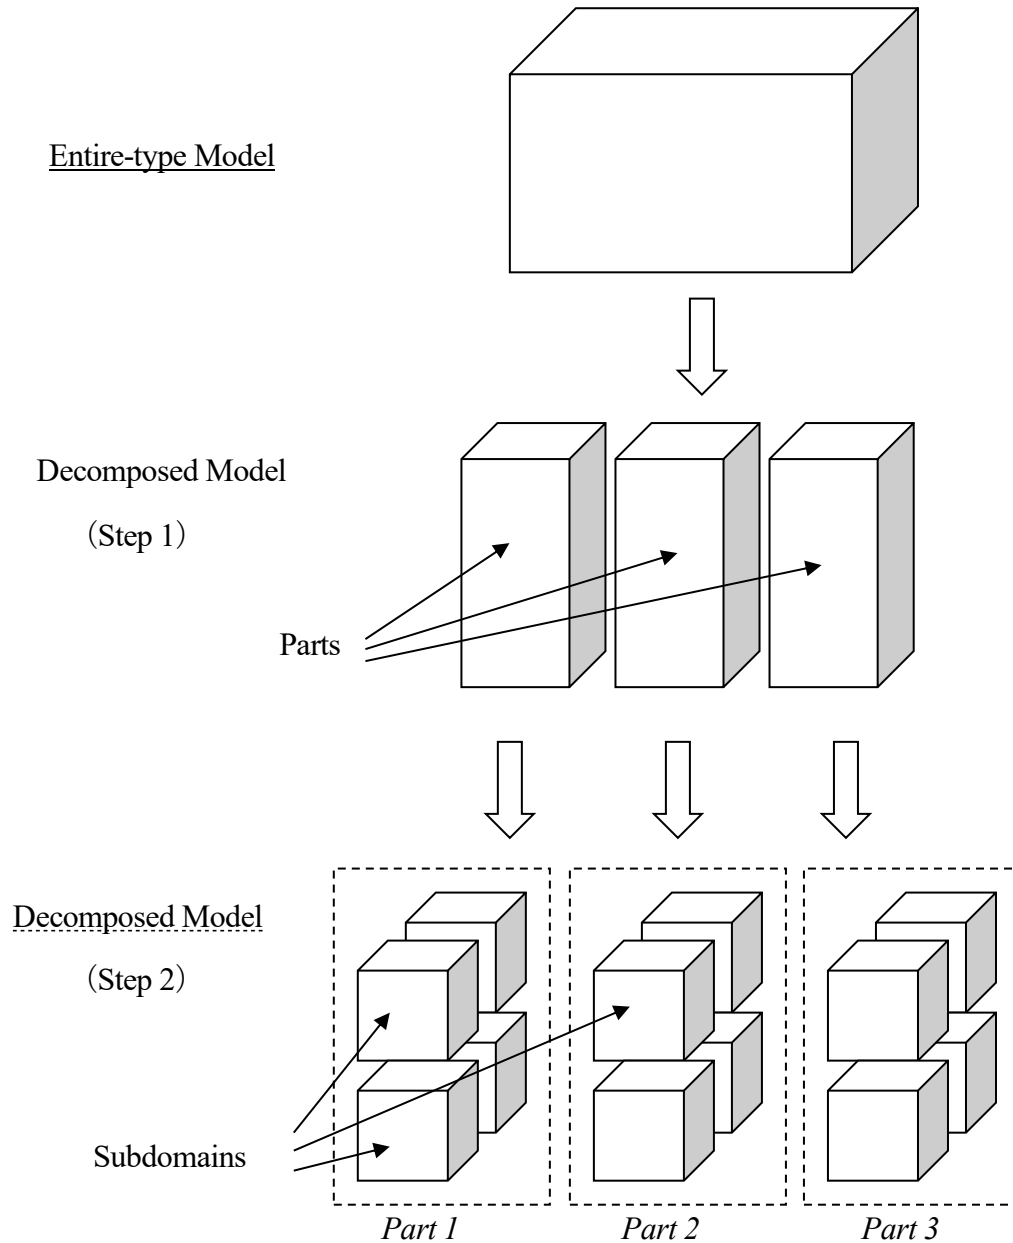 Entire-type Model
Decomposed Model
（Step 1）
Parts
Decomposed Model
（Step 2）
Subdomains
Part 1
Part 2
Part 3